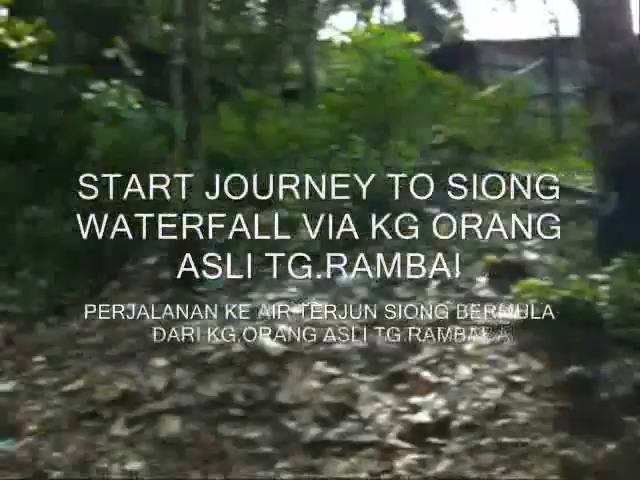 START JOURNEY TO SIONG
WATERFALL VIA KG ORANG
ASLI TG.RAMBAI
PERJALANAN KE AIR TERJUN SIONG BERMULA
DARI KG.ORANG ASLI TG.RAMBAI